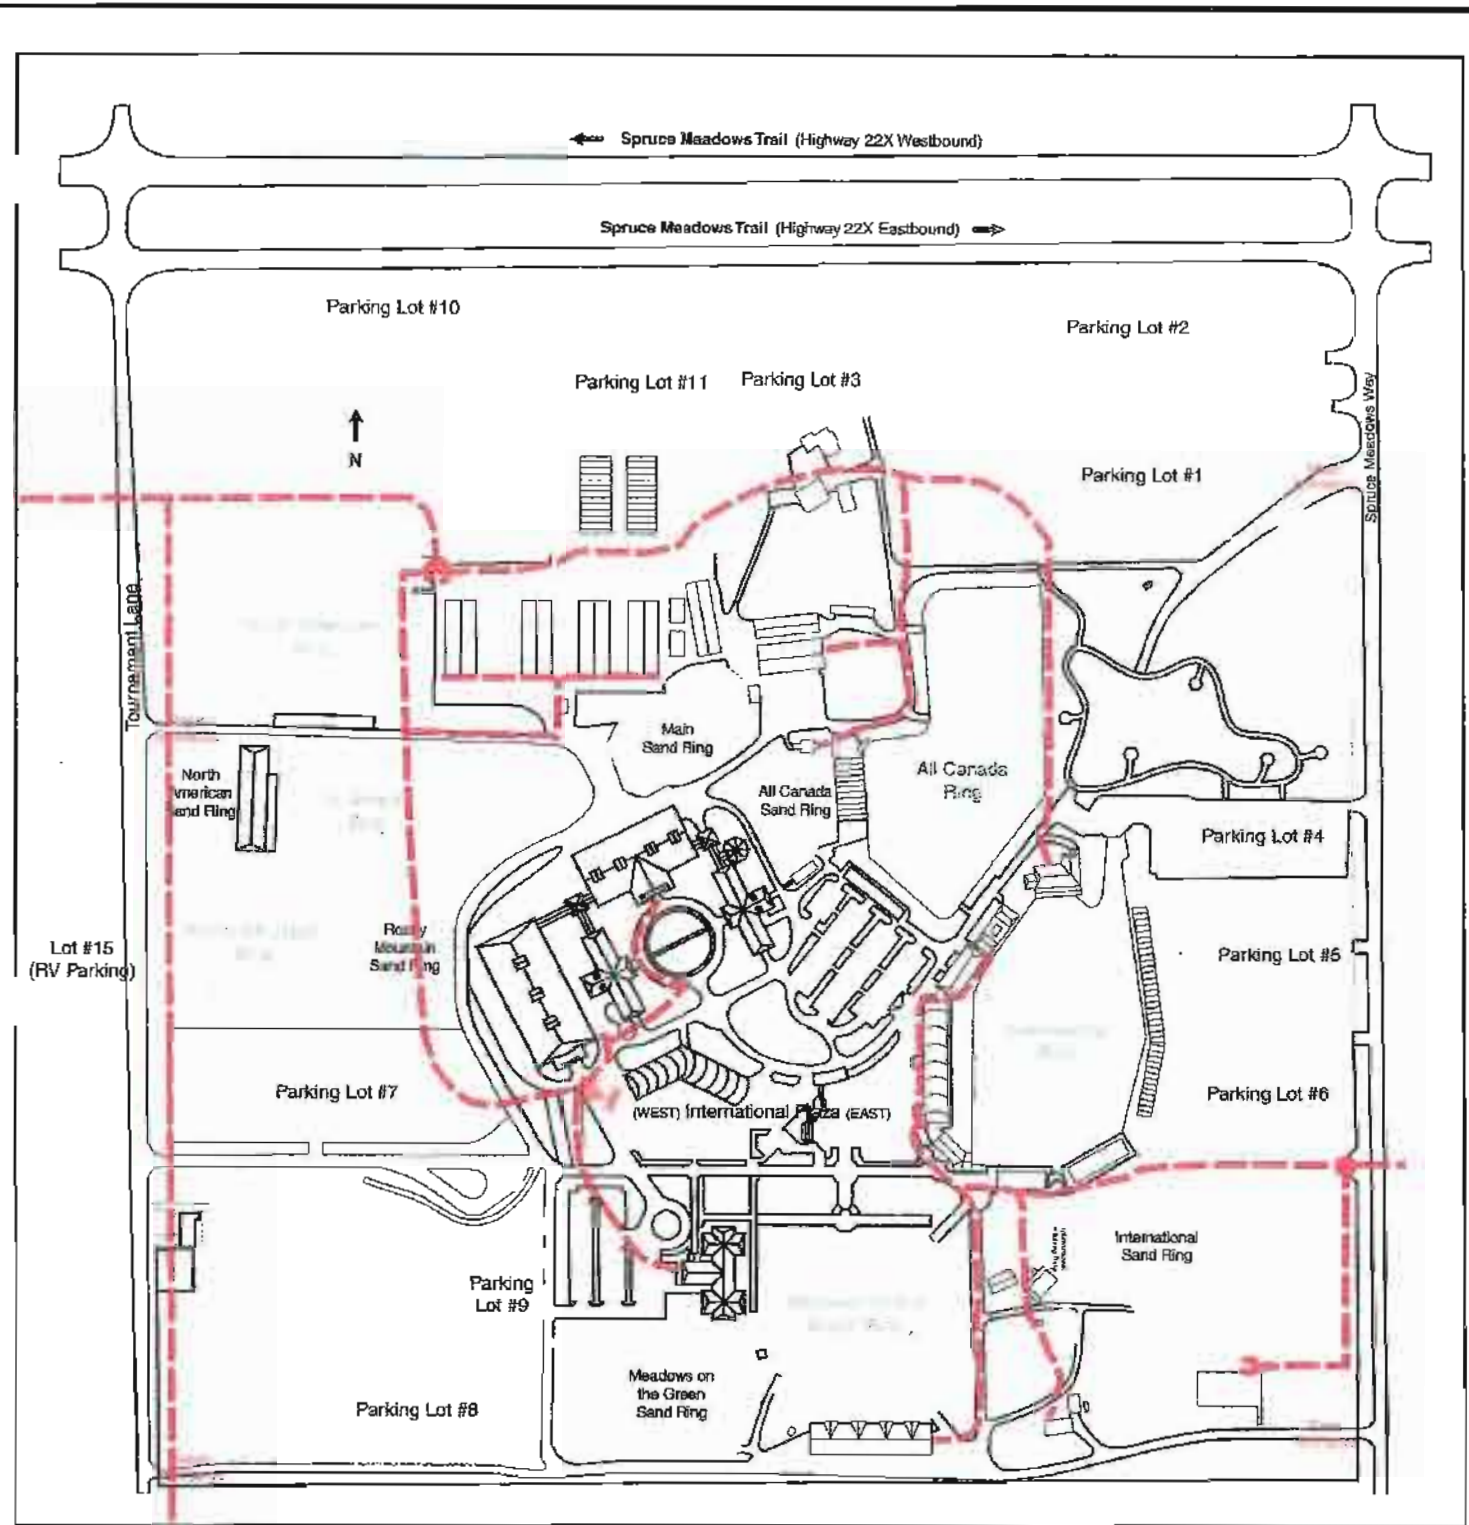 Spruce Meadows Trail (Highway 22X Westbound)
Spruce Meadows Trail (Highway 22X Eastbound)
Parking Lot #10
Parking Lot #2
Parking Lot #11
Parking Lot #3
Spruce Meadows Way
N
Parking Lot #1
Tournament Lane
Main
Sand Ring
North
American
Sand Ring
All Canada
Sand Ring
All Canada
Ring
Parking Lot #4
Lot #15
(RV Parking)
Rocky
Mountain
Sand Ring
Parking Lot #5
Parking Lot #7
Parking Lot #6
(WEST) International Plaza (EAST)
International
Sand Ring
Parking
Lot #9
Meadows on
the Green
Sand Ring
Parking Lot #8